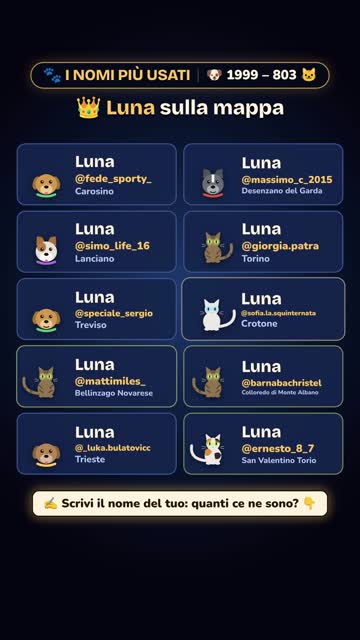 🐾 I NOMI PIÙ USATI | 🐶 1999 – 803 🐱
👑 Luna sulla mappa
Luna
@fede_sporty_
Carosino
Luna
@massimo_c_2015
Desenzano del Garda
Luna
@simo_life_16
Lanciano
Luna
@giorgia.patra
Torino
Luna
@speciale_sergio
Treviso
Luna
@sofia.la.squinternata
Crotone
Luna
@mattimiles_
Bellinzago Novarese
Luna
@barnabachristel
Colloredo di Monte Albano
Luna
@_luka.bulatovicc
Trieste
Luna
@ernesto_8_7
San Valentino Torio
✍️ Scrivi il nome del tuo: quanti ce ne sono? 👇